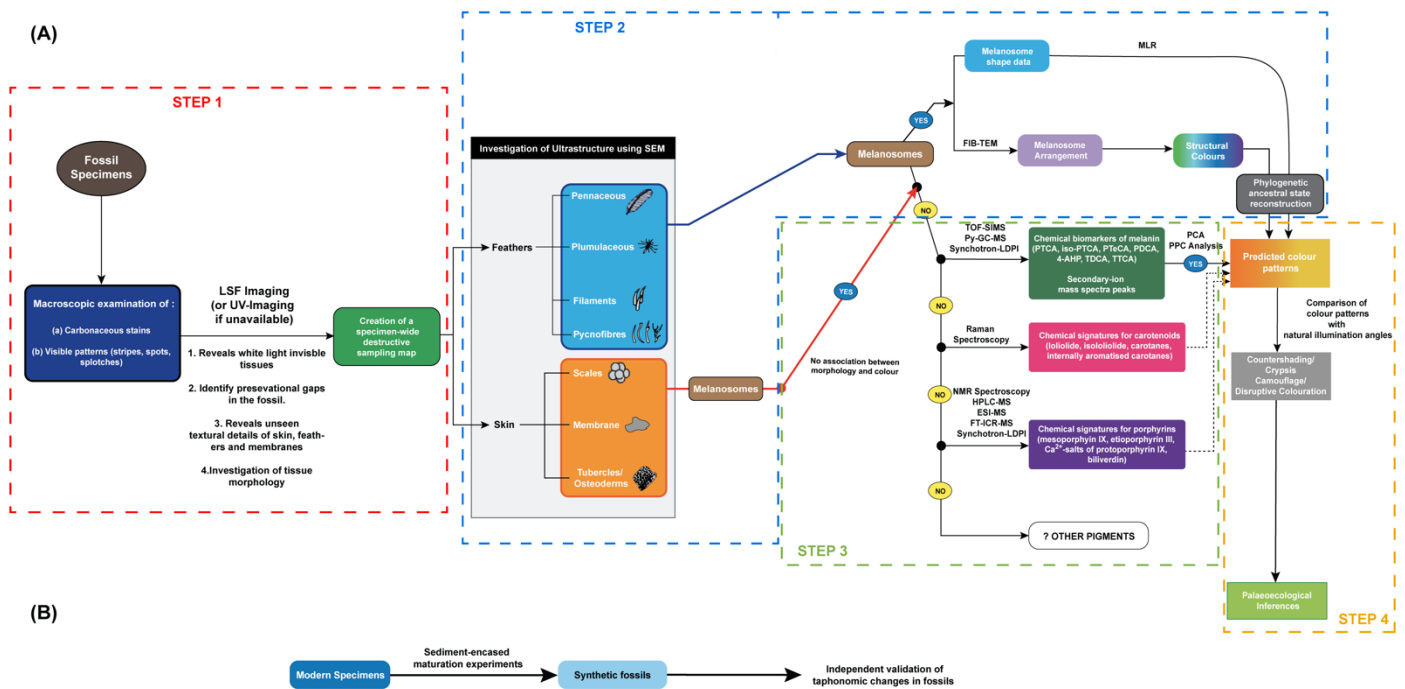 (A)
STEP 1
Fossil
Specimens
Macroscopic examination of :
(a) Carbonaceous stains
(b) Visible patterns (stripes, spots,
splotches)
LSF Imaging
(or UV-Imaging
if unavailable)
1. Reveals white light invisible
tissues
2. Identify presevational gaps
in the fossil.
3. Reveals unseen
textural details of skin, feath-
ers and membranes
4.Investigation of tissue
morphology
Creation of a
specimen-wide
destructive
sampling map
STEP 2
Investigation of Ultrastructure using SEM
Feathers
Pennaceous
Plumulaceous
Filaments
Pycnofibres
Skin
Scales
Membrane
Tubercles/
Osteoderms
Melanosomes
YES
No association between
morphology and colour
Melanosomes
YES
Melanosome
shape data
MLR
FIB-TEM
Melanosome
Arrangement
Structural
Colours
Phylogenetic
ancestral state
reconstruction
STEP 3
NO
TOF-SIMS
Py-GC-MS
Synchotron-LDPI
Chemical biomarkers of melanin
(PTCA, iso-PTCA, PTeCA, PDCA,
4-AHP, TDCA, TTCA)
Secondary-ion
mass spectra peaks
PCA
PPC Analysis
YES
NO
Raman
Spectroscopy
Chemical signatures for carotenoids
(loliolide, isololiolide, carotanes,
internally aromatised carotanes)
NO
NMR Spectroscopy
HPLC-MS
ESI-MS
FT-ICR-MS
Synchotron-LDPI
Chemical signatures for porphyrins
(mesoporphyin IX, etioporphyrin III,
Ca²⁺-salts of protoporphyrin IX,
biliverdin)
NO
? OTHER PIGMENTS
STEP 4
Predicted colour
patterns
Comparison of
colour patterns
with
natural illumination angles
Countershading/
Crypsis
Camouflage/
Disruptive Colouration
Palaeoecological
Inferences
(B)
Modern Specimens
Sediment-encased
maturation experiments
Synthetic fossils
Independent validation of
taphonomic changes in fossils